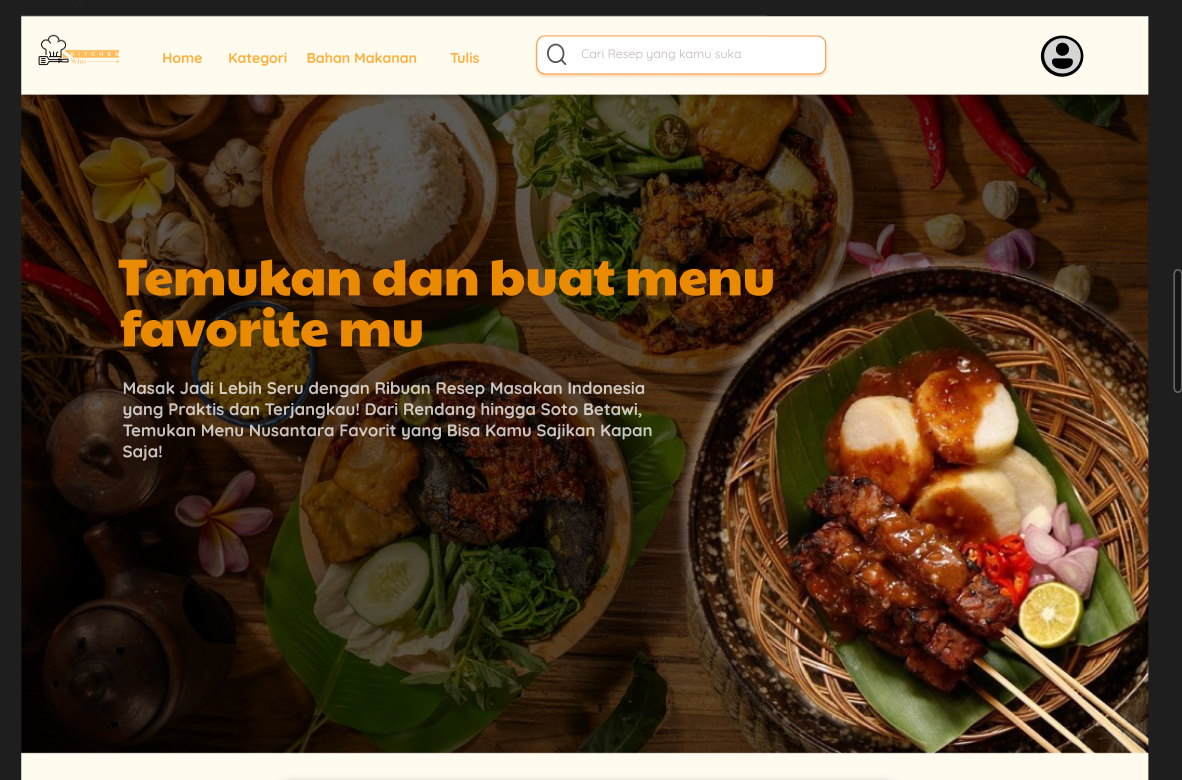 KITCHEN
Home
Kategori
Bahan Makanan
Tulis
Cari Resep yang kamu suka
Temukan dan buat menu
favorite mu
Masak Jadi Lebih Seru dengan Ribuan Resep Masakan Indonesia
yang Praktis dan Terjangkau! Dari Rendang hingga Soto Betawi,
Temukan Menu Nusantara Favorit yang Bisa Kamu Sajikan Kapan
Saja!